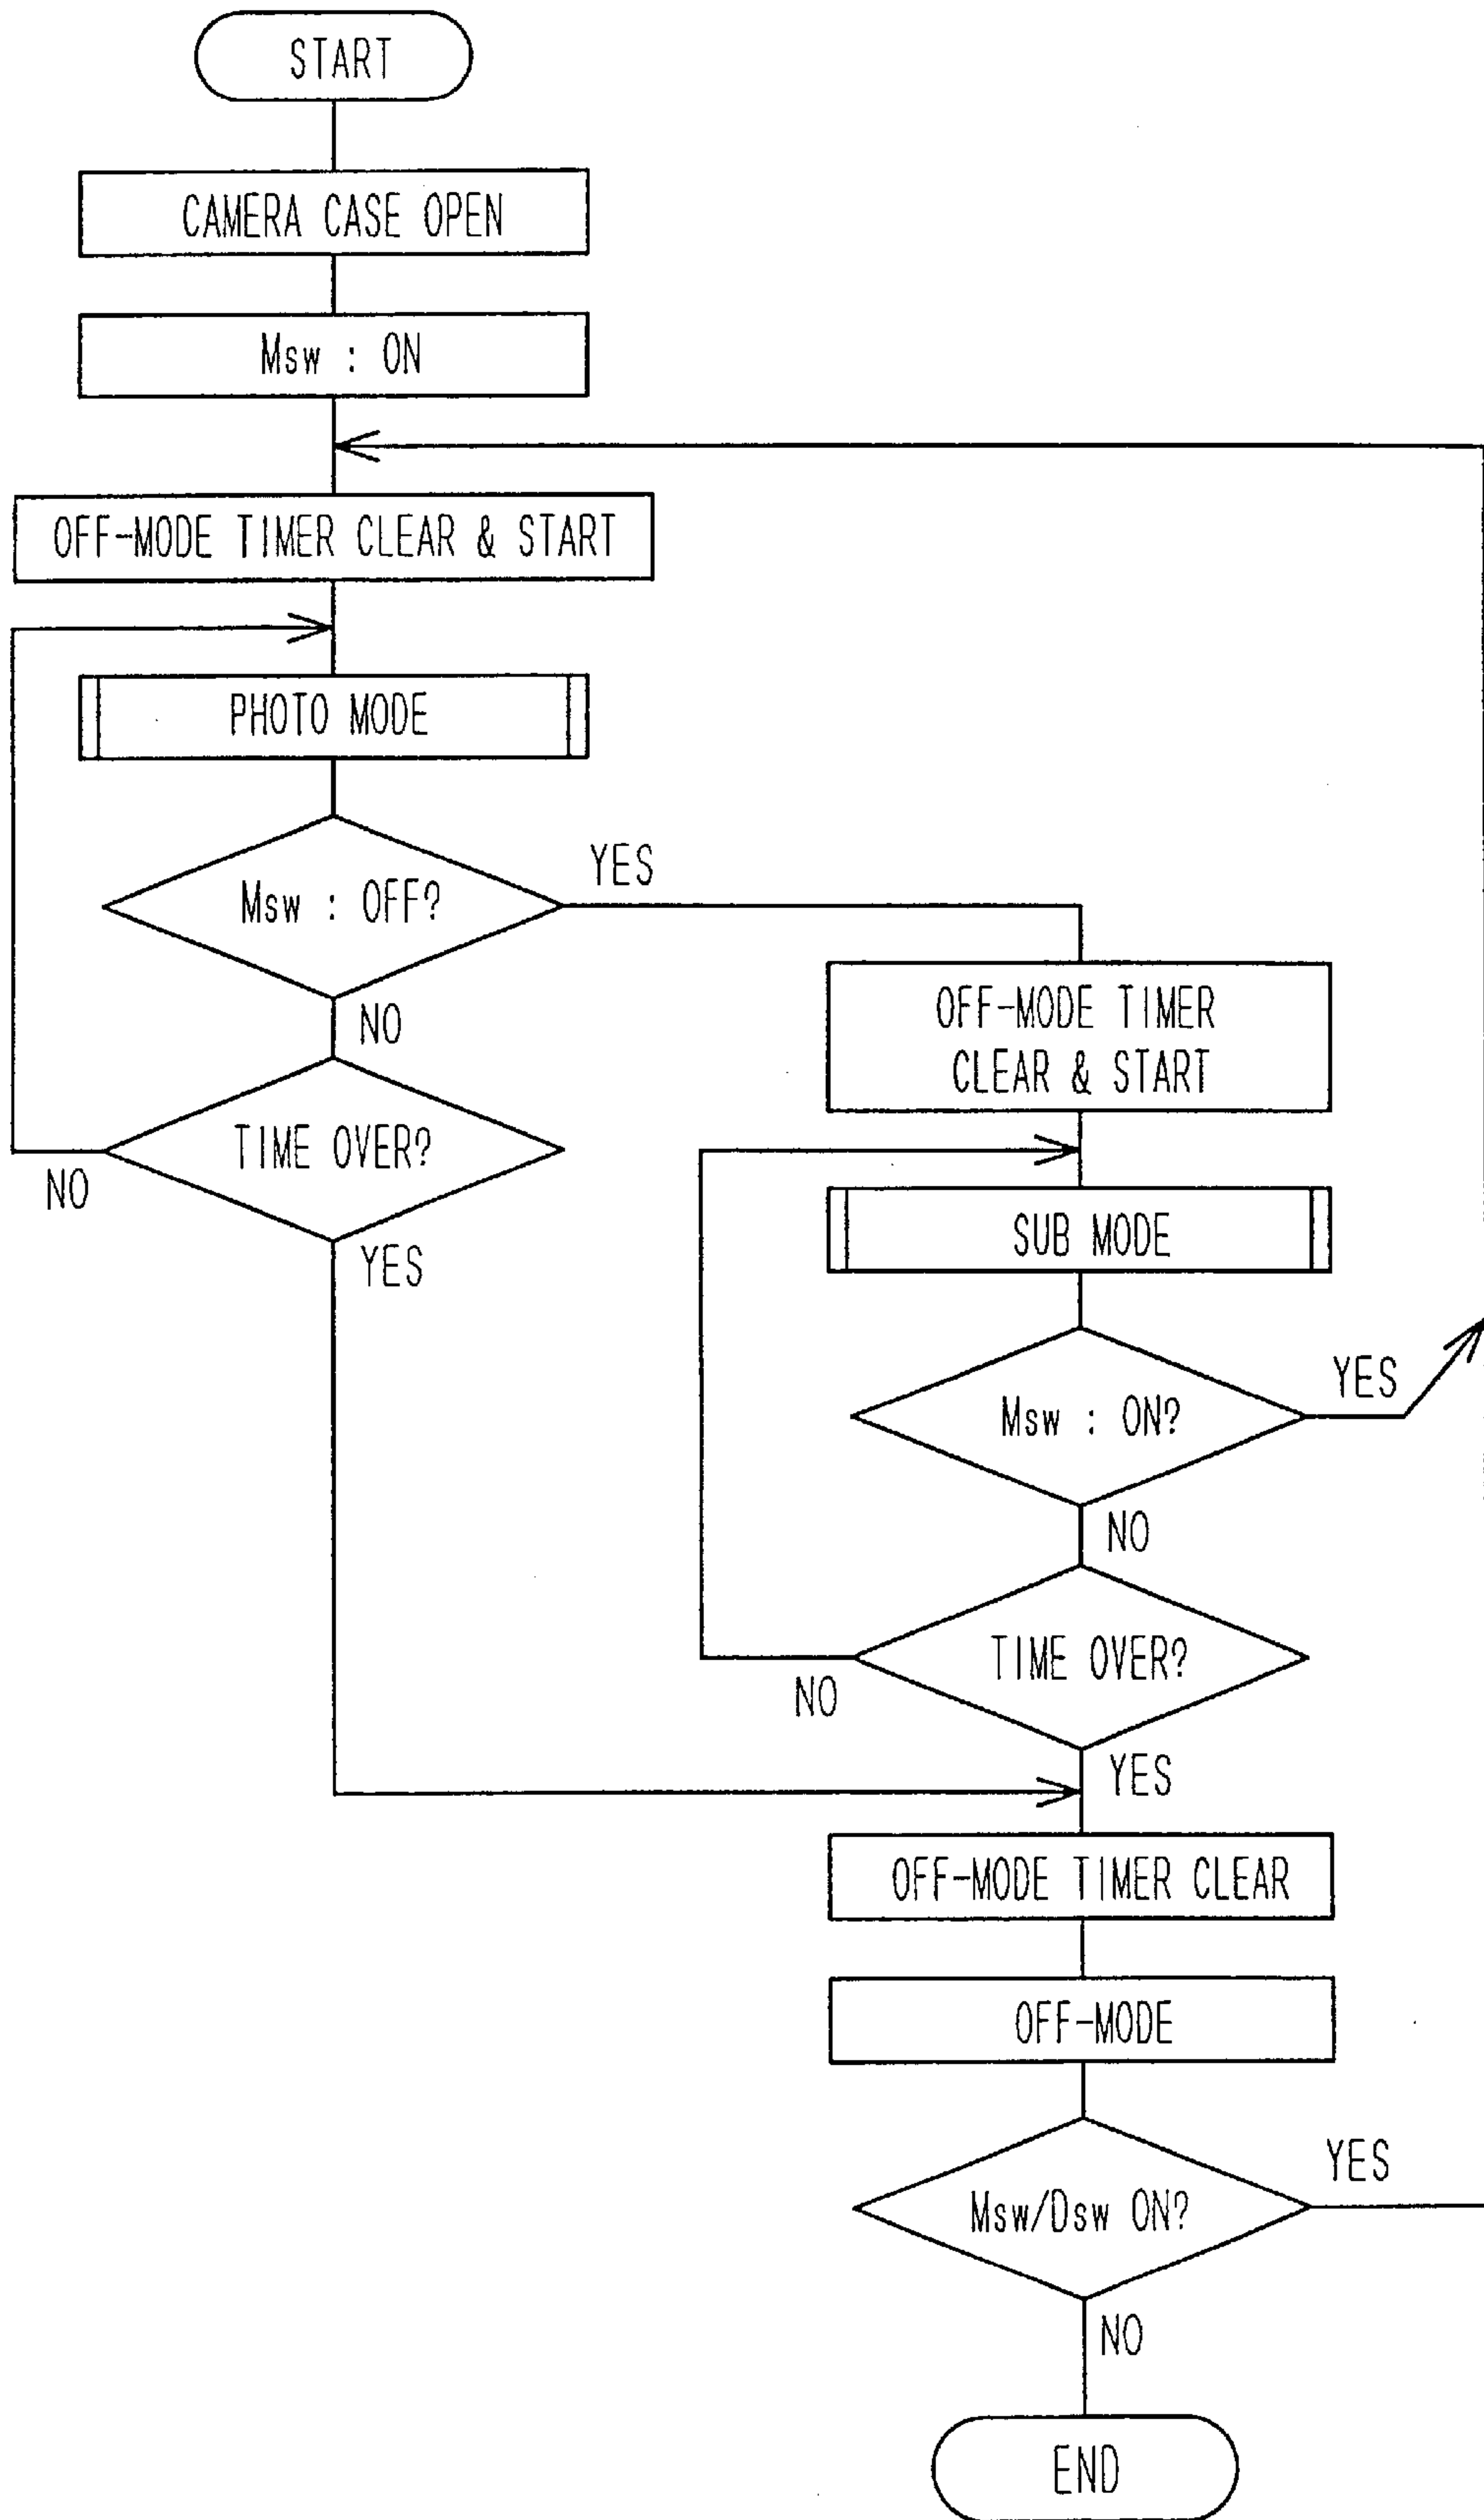 START
CAMERA CASE OPEN
Msw : ON
OFF-MODE TIMER CLEAR & START
PHOTO MODE
Msw : OFF?
YES
NO
TIME OVER?
NO
YES
OFF-MODE TIMER
CLEAR & START
SUB MODE
Msw : ON?
YES
NO
TIME OVER?
NO
YES
OFF-MODE TIMER CLEAR
OFF-MODE
Msw/Dsw ON?
YES
NO
END